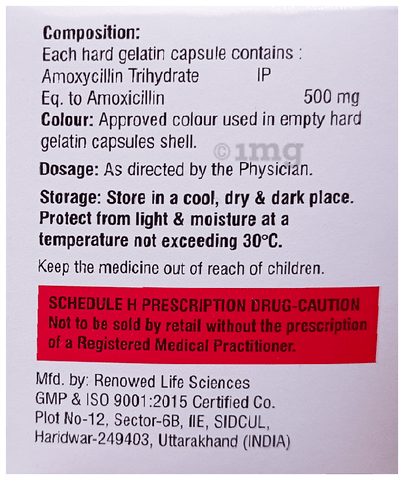 Composition:
Each hard gelatin capsule contains :
Amoxycillin Trihydrate IP
Eq. to Amoxicillin 500 mg
Colour: Approved colour used in empty hard
gelatin capsules shell.
©1mg
Dosage: As directed by the Physician.
Storage: Store in a cool, dry & dark place.
Protect from light & moisture at a
temperature not exceeding 30°C.
Keep the medicine out of reach of children.
SCHEDULE H PRESCRIPTION DRUG-CAUTION
Not to be sold by retail without the prescription
of a Registered Medical Practitioner.
Mfd. by: Renowed Life Sciences
GMP & ISO 9001:2015 Certified Co.
Plot No-12, Sector-6B, IIE, SIDCUL,
Haridwar-249403, Uttarakhand (INDIA)